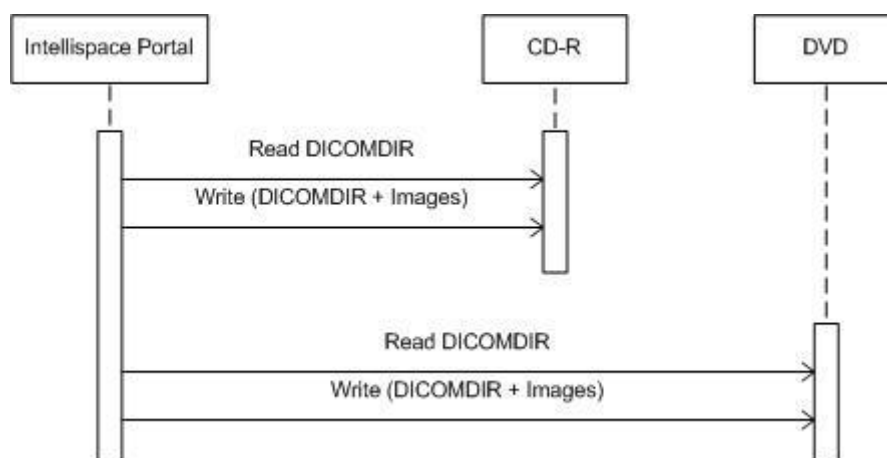 Intellispace Portal
CD-R
DVD
Read DICOMDIR
Write (DICOMDIR + Images)
Read DICOMDIR
Write (DICOMDIR + Images)